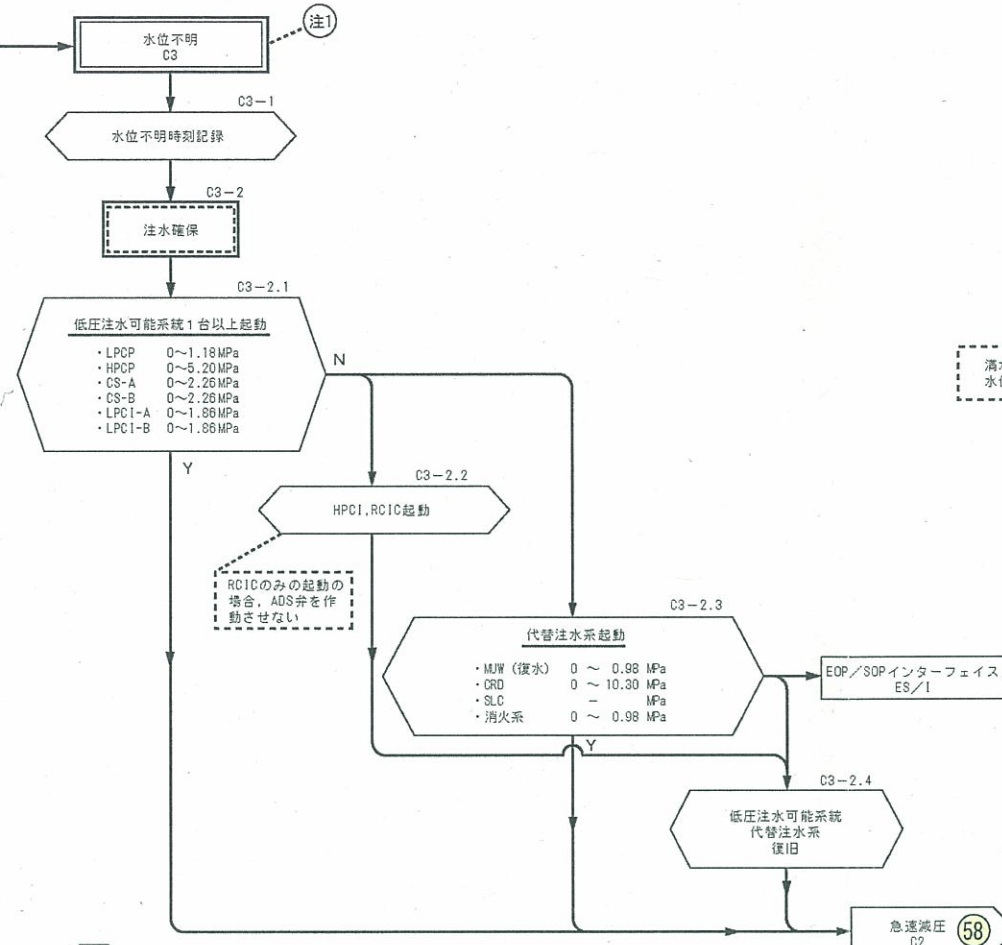 水位不明
C3
注1
C3-1
水位不明時刻記録
C3-2
注水確保
C3-2.1
低圧注水可能系統1台以上起動
・LPCP 0～1.18MPa
・HPCP 0～5.20MPa
・CS-A 0～2.26MPa
・CS-B 0～2.26MPa
・LPCI-A 0～1.86MPa
・LPCI-B 0～1.86MPa
N
Y
満水
水位
C3-2.2
HPCI,RCIC起動
RCICのみの起動の
場合，ADS弁を作
動させない
C3-2.3
代替注水系起動
・MUW（復水） 0 ～ 0.98 MPa
・CRD 0 ～ 10.30 MPa
・SLC － MPa
・消火系 0 ～ 0.98 MPa
EOP／SOPインターフェイス
ES／I
Y
C3-2.4
低圧注水可能系統
代替注水系
復旧
急速減圧
C2
58